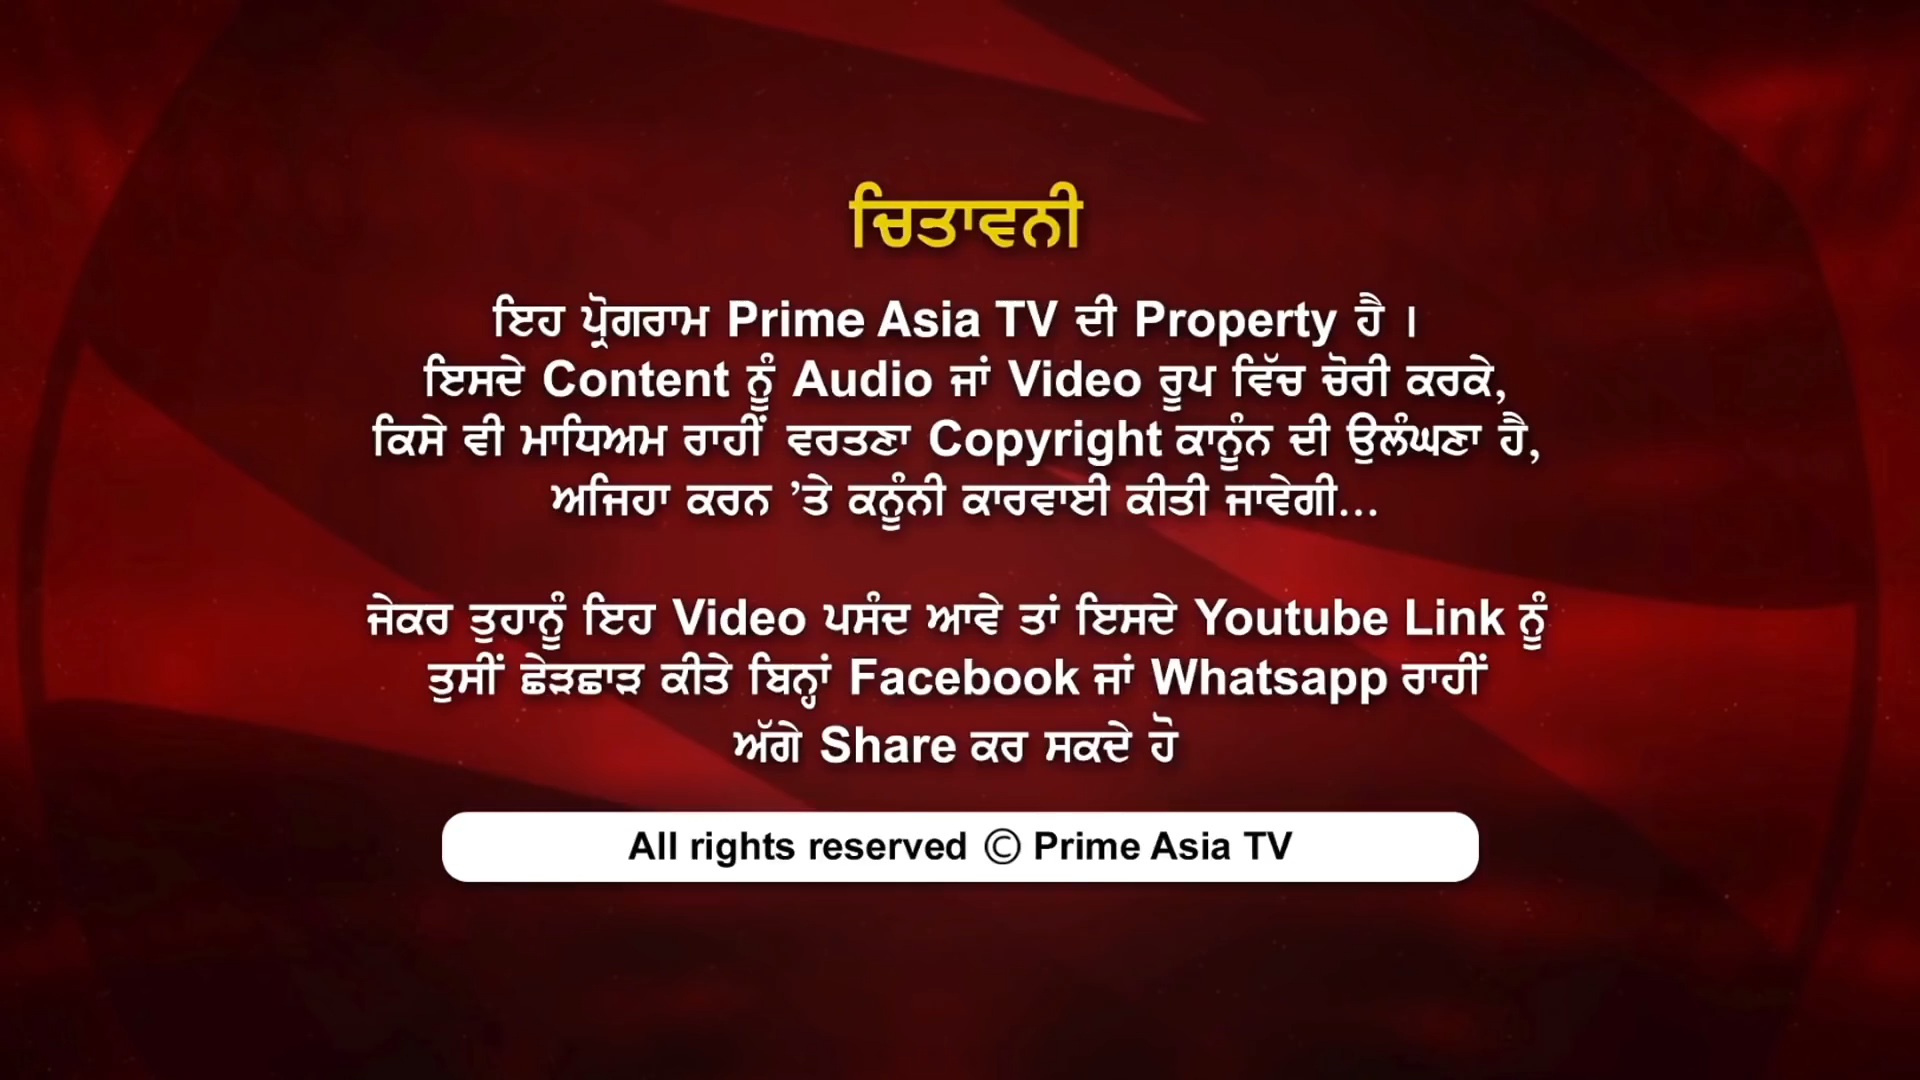 ਚਿਤਾਵਨੀ
ਇਹ ਪ੍ਰੋਗਰਾਮ Prime Asia TV ਦੀ Property ਹੈ ।
ਇਸਦੇ Content ਨੂੰ Audio ਜਾਂ Video ਰੂਪ ਵਿੱਚ ਚੋਰੀ ਕਰਕੇ,
ਕਿਸੇ ਵੀ ਮਾਧਿਅਮ ਰਾਹੀਂ ਵਰਤਣਾ Copyright ਕਾਨੂੰਨ ਦੀ ਉਲੰਘਣਾ ਹੈ,
ਅਜਿਹਾ ਕਰਨ ’ਤੇ ਕਨੂੰਨੀ ਕਾਰਵਾਈ ਕੀਤੀ ਜਾਵੇਗੀ...
ਜੇਕਰ ਤੁਹਾਨੂੰ ਇਹ Video ਪਸੰਦ ਆਵੇ ਤਾਂ ਇਸਦੇ Youtube Link ਨੂੰ
ਤੁਸੀਂ ਛੇੜਛਾੜ ਕੀਤੇ ਬਿਨ੍ਹਾਂ Facebook ਜਾਂ Whatsapp ਰਾਹੀਂ
ਅੱਗੇ Share ਕਰ ਸਕਦੇ ਹੋ
All rights reserved © Prime Asia TV